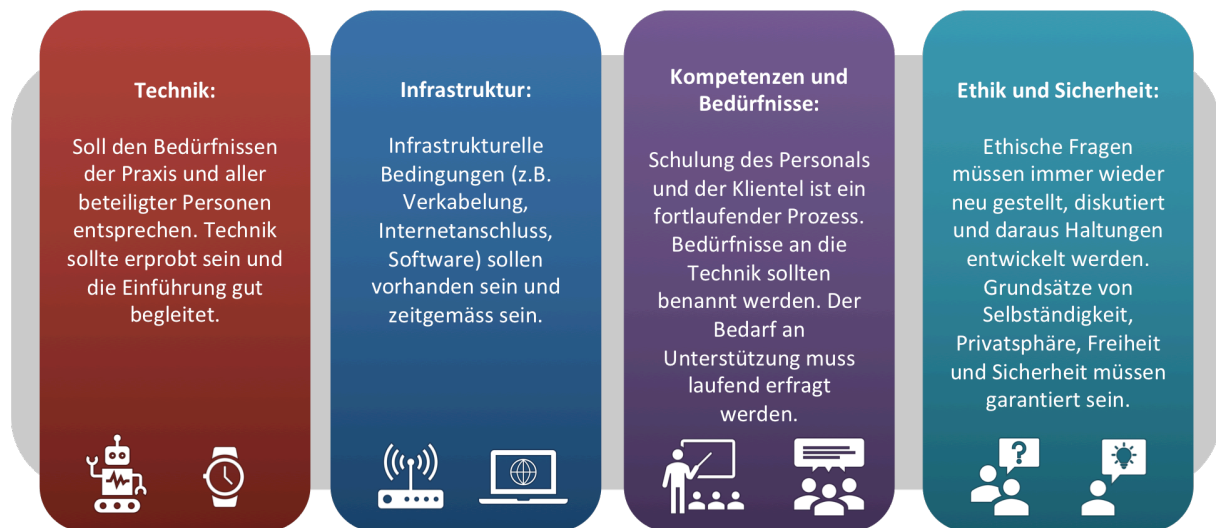 Technik:
Soll den Bedürfnissen
der Praxis und aller
beteiligter Personen
entsprechen. Technik
sollte erprobt sein und
die Einführung gut
begleitet.
Infrastruktur:
Infrastrukturelle
Bedingungen (z.B.
Verkabelung,
Internetanschluss,
Software) sollen
vorhanden sein und
zeitgemäss sein.
Kompetenzen und
Bedürfnisse:
Schulung des Personals
und der Klientel ist ein
fortlaufender Prozess.
Bedürfnisse an die
Technik sollten
benannt werden. Der
Bedarf an
Unterstützung muss
laufend erfragt
werden.
Ethik und Sicherheit:
Ethische Fragen
müssen immer wieder
neu gestellt, diskutiert
und daraus Haltungen
entwickelt werden.
Grundsätze von
Selbständigkeit,
Privatsphäre, Freiheit
und Sicherheit müssen
garantiert sein.
?